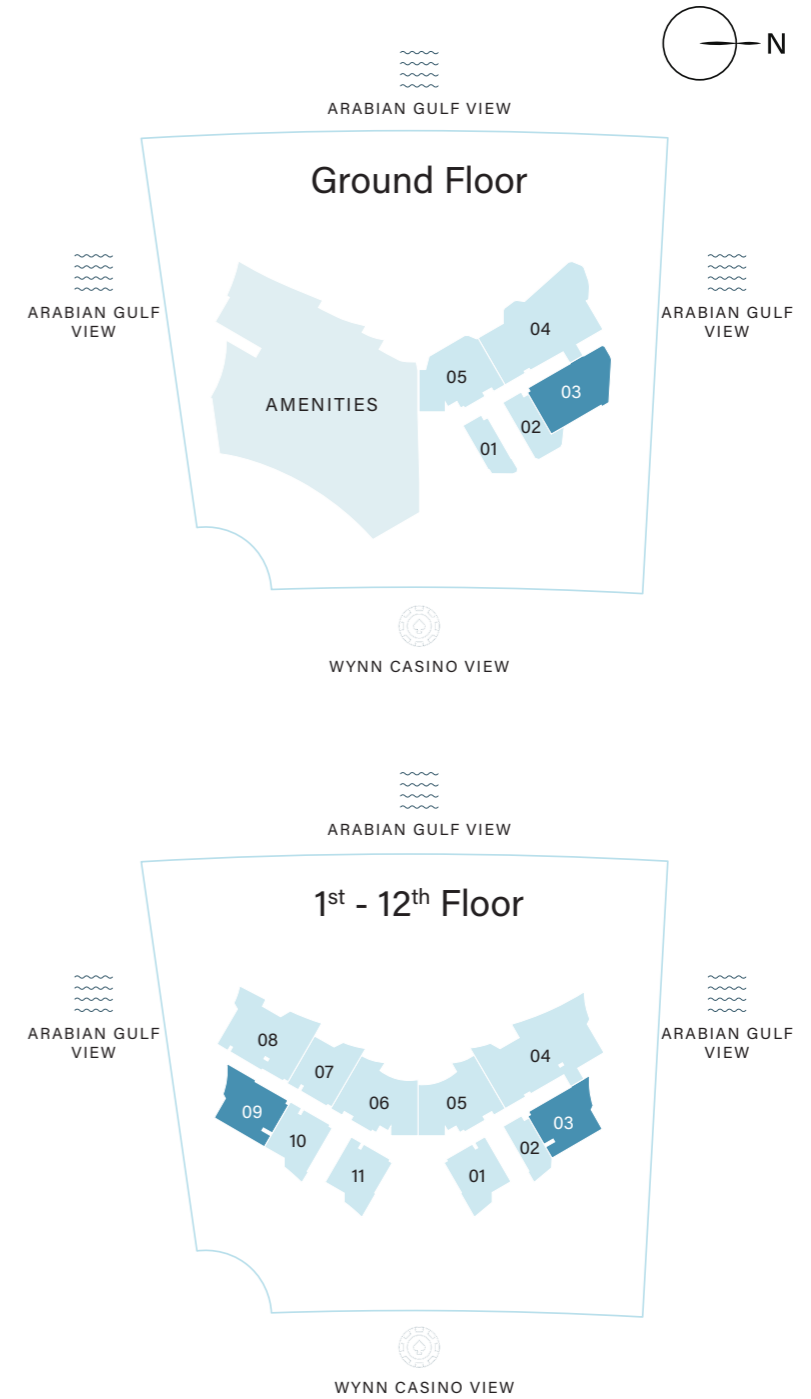 N
ARABIAN GULF VIEW
Ground Floor
ARABIAN GULF
VIEW
ARABIAN GULF
VIEW
04
05
03
AMENITIES
02
01
WYNN CASINO VIEW
ARABIAN GULF VIEW
1st - 12th Floor
ARABIAN GULF
VIEW
ARABIAN GULF
VIEW
08
04
07
06
05
09
03
10
02
11
01
WYNN CASINO VIEW